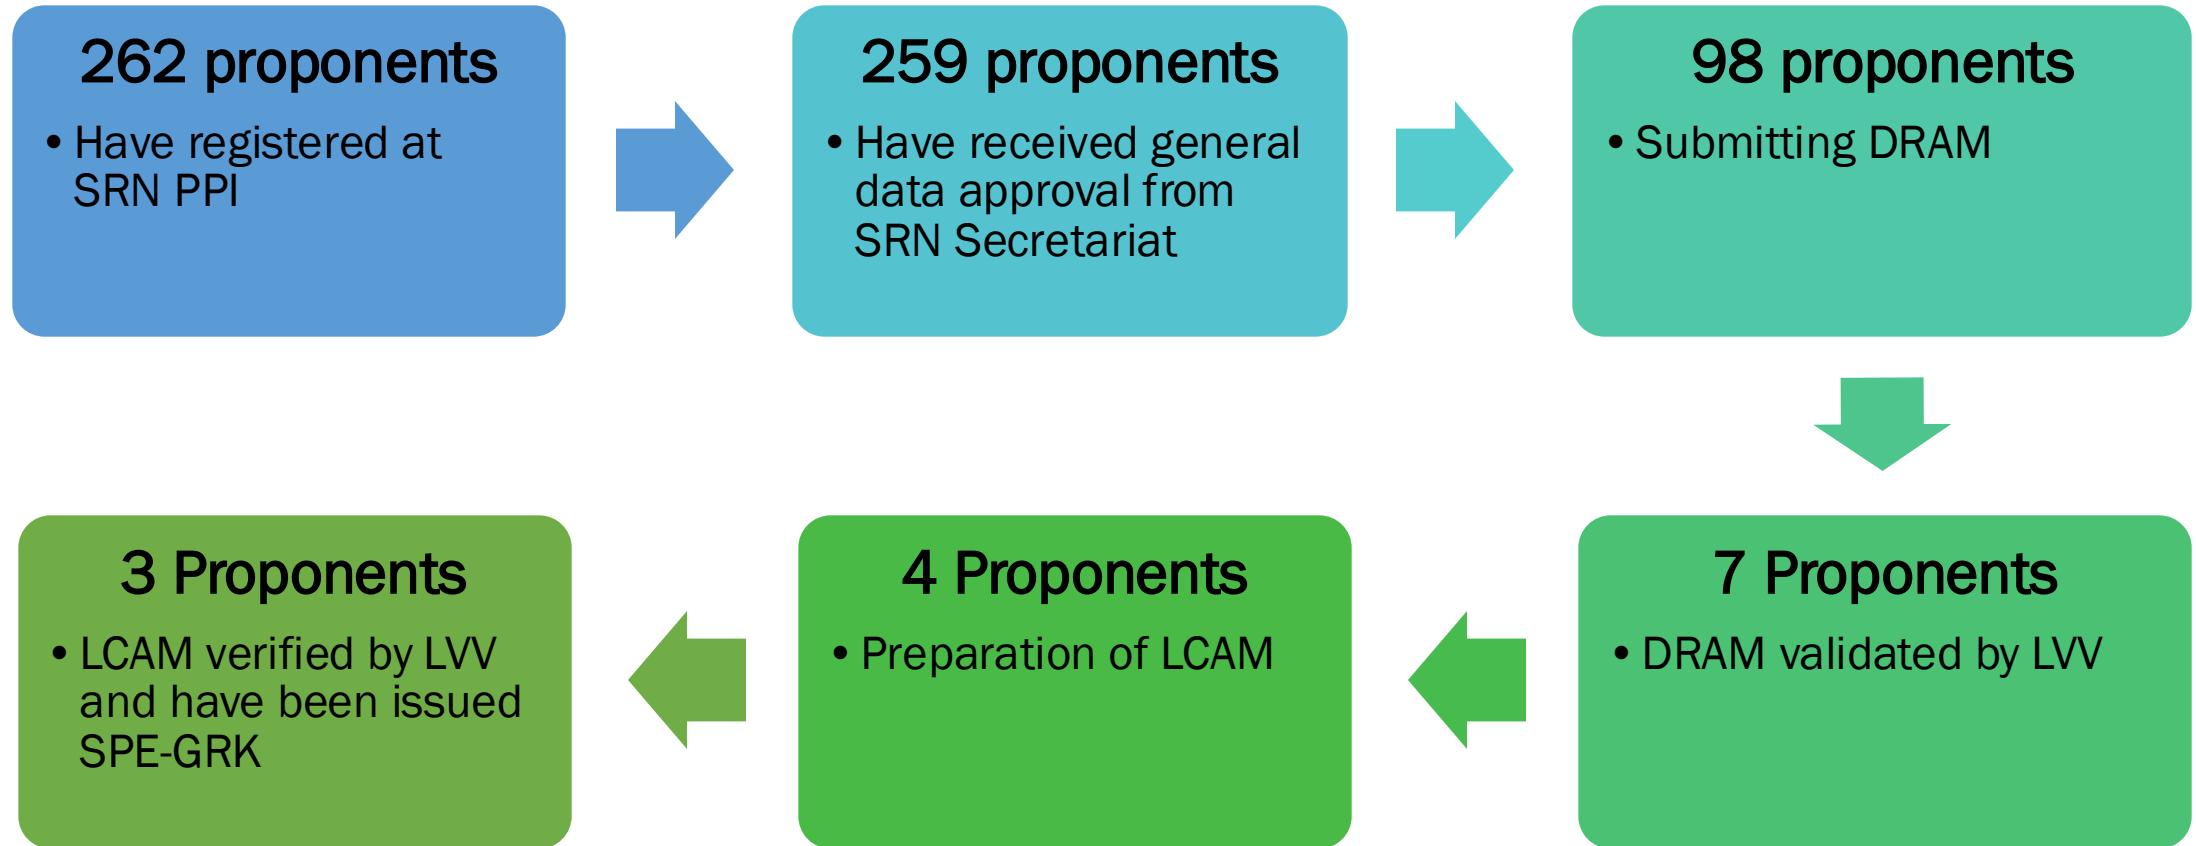 262 proponents
• Have registered at
SRN PPI
259 proponents
• Have received general
data approval from
SRN Secretariat
98 proponents
• Submitting DRAM
7 Proponents
• DRAM validated by LVV
4 Proponents
• Preparation of LCAM
3 Proponents
• LCAM verified by LVV
and have been issued
SPE-GRK